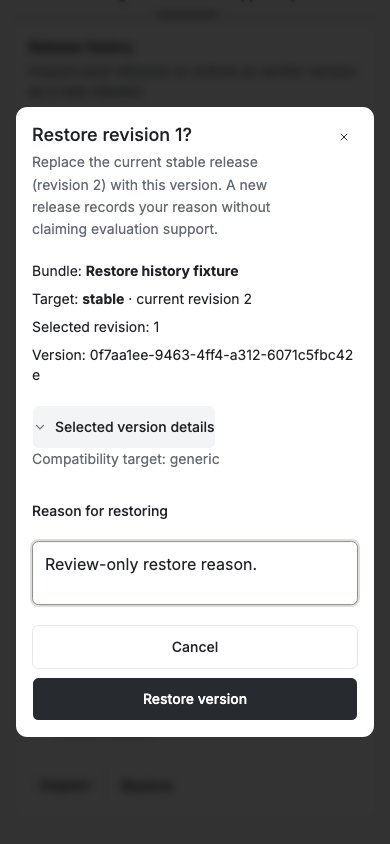 Restore revision 1?
Replace the current stable release
(revision 2) with this version. A new
release records your reason without
claiming evaluation support.
Bundle: Restore history fixture
Target: stable · current revision 2
Selected revision: 1
Version: 0f7aa1ee-9463-4ff4-a312-6071c5fbc42
e
Selected version details
Compatibility target: generic
Reason for restoring
Review-only restore reason.
Cancel
Restore version